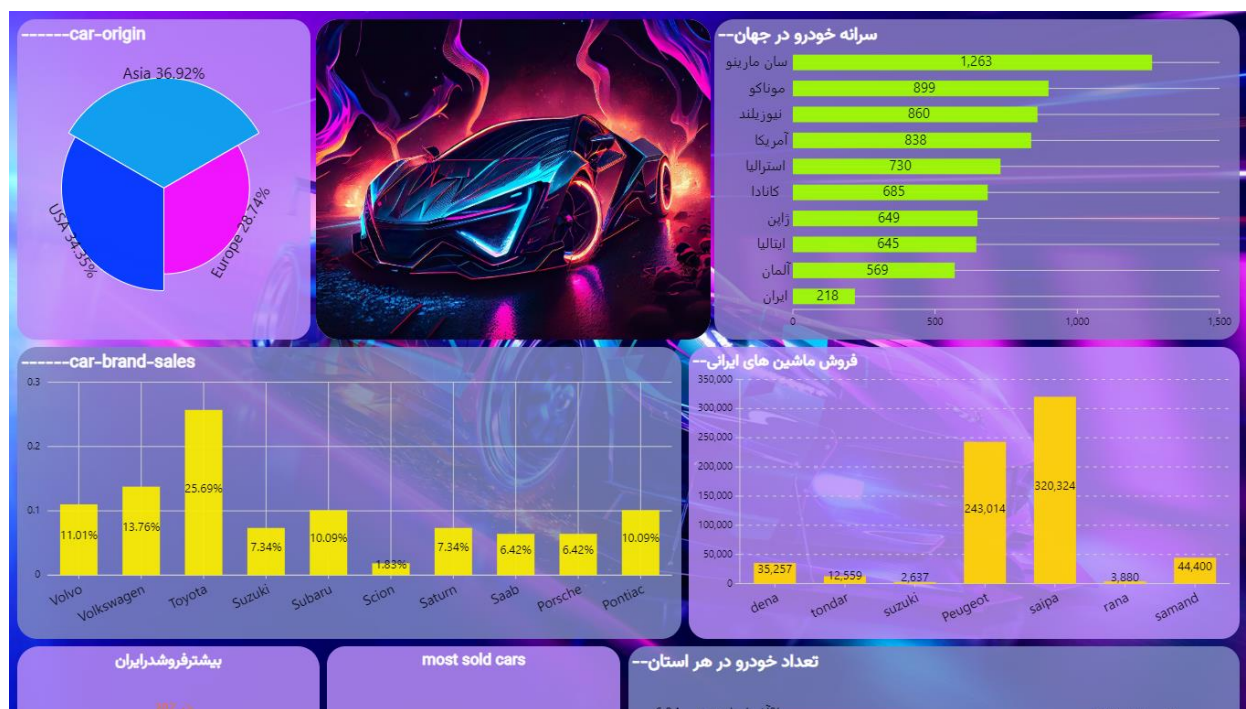 ------car-origin
Asia 36.92%
USA 34.35%
Europe 28.74%
سرانه خودرو در جهان--
سان مارینو 1,263
موناکو 899
نیوزیلند 860
آمریکا 838
استرالیا 730
کانادا 685
ژاپن 649
ایتالیا 645
آلمان 569
ایران 218
0 500 1,000 1,500
------car-brand-sales
0.3
0.2
0.1
0
11.01% 13.76% 25.69% 7.34% 10.09% 1.83% 7.34% 6.42% 6.42% 10.09%
Volvo Volkswagen Toyota Suzuki Subaru Scion Saturn Saab Porsche Pontiac
فروش ماشین های ایرانی--
350,000
300,000
250,000
200,000
150,000
100,000
50,000
0
35,257 12,559 2,637 243,014 320,324 3,880 44,400
dena tondar suzuki Peugeot saipa rana samand
بیشترفروشدرایران
most sold cars
تعداد خودرو در هر استان--